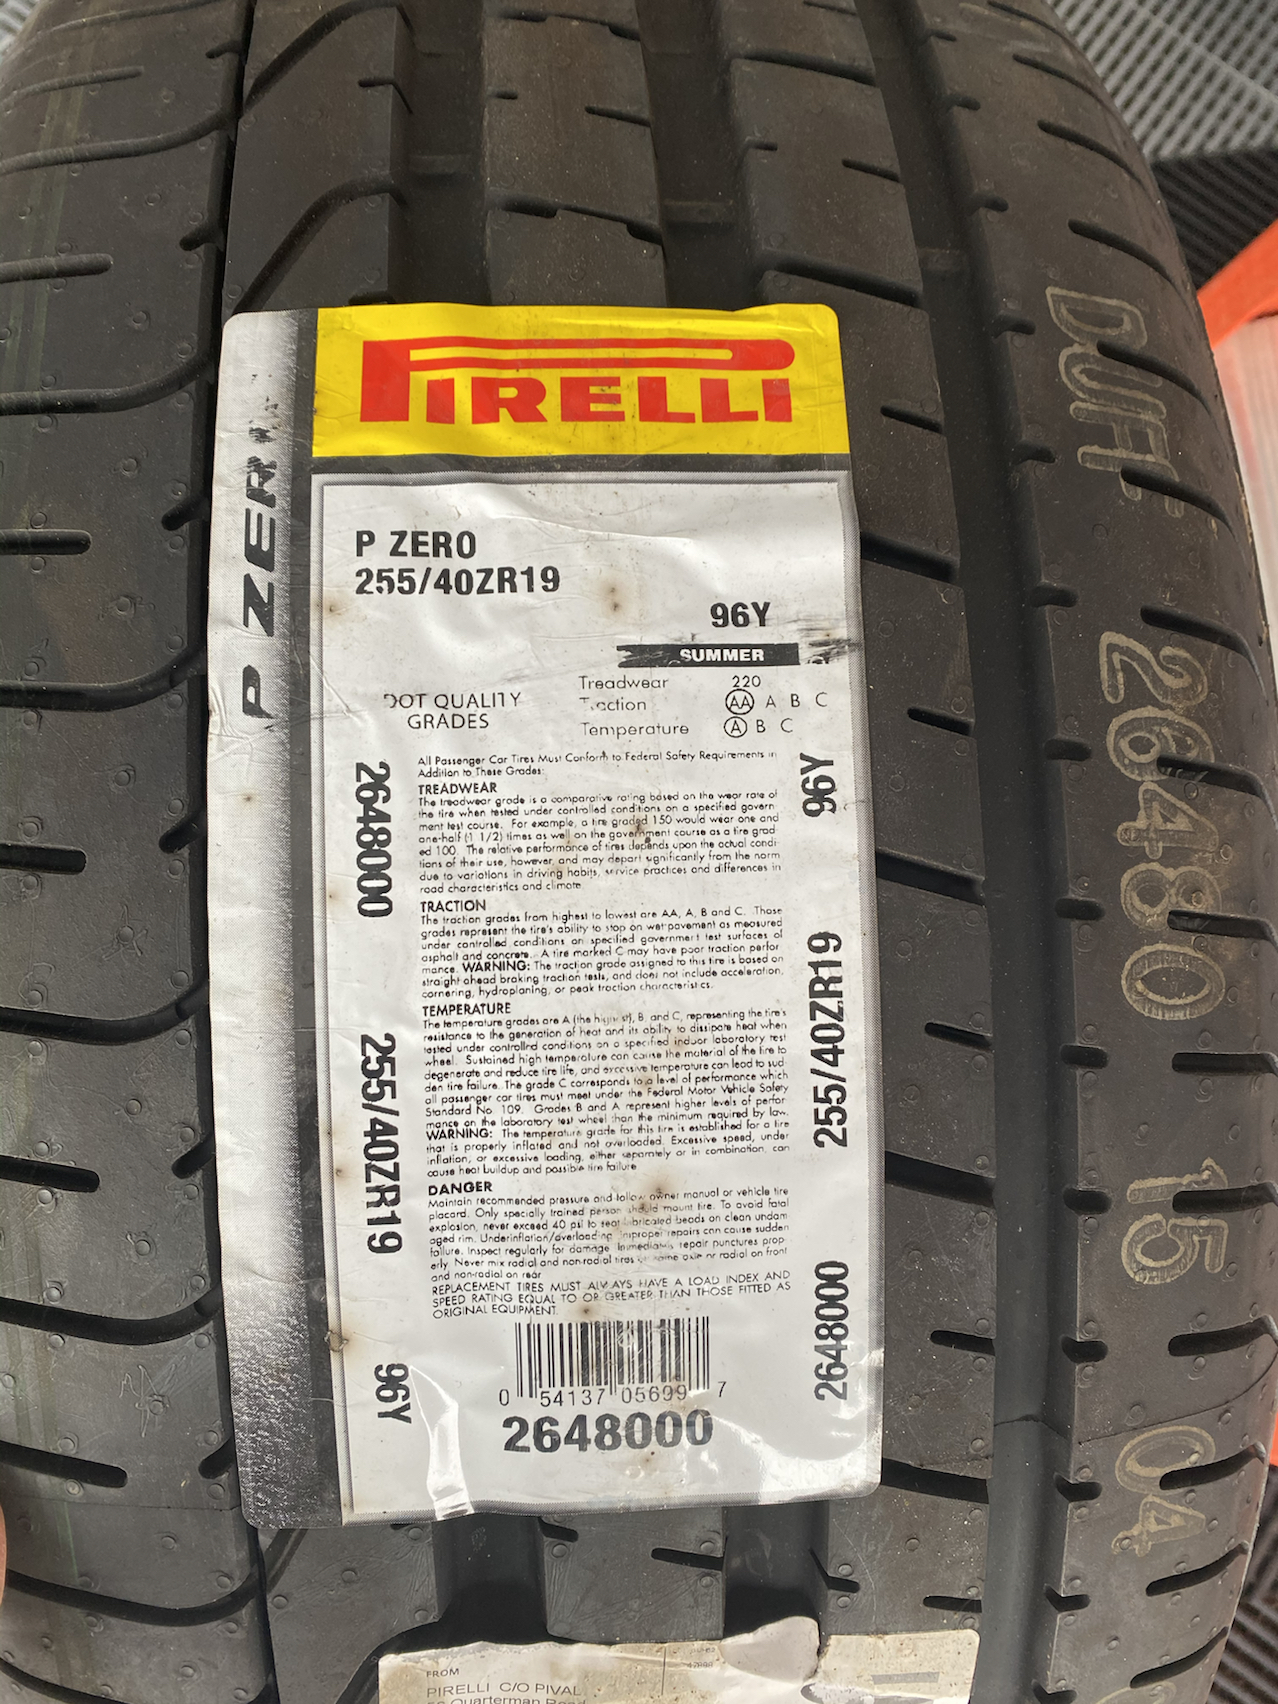 PIRELLI
P ZERO
255/40ZR19
96Y
SUMMER
DOT QUALITY
GRADES
Treadwear 220
Traction AA A B C
Temperature A B C
All Passenger Car Tires Must Conform to Federal Safety Requirements in
Addition to These Grades:
TREADWEAR
The treadwear grade is a comparative rating based on the wear rate of
the tire when tested under controlled conditions on a specified govern
ment test course. For example, a tire graded 150 would wear one and
one-half (1 1/2) times as well on the government course as a tire grad
ed 100. The relative performance of tires depends upon the actual condi
tions of their use, however, and may depart significantly from the norm
due to variations in driving habits, service practices and differences in
road characteristics and climate
TRACTION
The traction grades from highest to lowest are AA, A, B and C. Those
grades represent the tire's ability to stop on wet pavement as measured
under controlled conditions on specified government test surfaces of
asphalt and concrete. A tire marked C may have poor traction perfor
mance. WARNING: The traction grade assigned to this tire is based on
straight ahead braking traction tests, and does not include acceleration,
cornering, hydroplaning, or peak traction characteristics.
TEMPERATURE
The temperature grades are A (the highest), B, and C, representing the tire's
resistance to the generation of heat and its ability to dissipate heat when
tested under controlled conditions on a specified indoor laboratory test
wheel. Sustained high temperature can cause the material of the tire to
degenerate and reduce tire life, and excessive temperature can lead to sud
den tire failure. The grade C corresponds to a level of performance which
all passenger car tires must meet under the Federal Motor Vehicle Safety
Standard No. 109. Grades B and A represent higher levels of perfor
mance on the laboratory test wheel than the minimum required by law.
WARNING: The temperature grade for this tire is established for a tire
that is properly inflated and not overloaded. Excessive speed, under
inflation, or excessive loading, either separately or in combination, can
cause heat buildup and possible tire failure
DANGER
Maintain recommended pressure and follow owner manual or vehicle tire
placard. Only specially trained person should mount tire. To avoid fatal
explosion, never exceed 40 psi to seat lubricated beads on clean undam
aged rim. Underinflation/overloading improper repairs can cause sudden
failure. Inspect regularly for damage Immediately repair punctures prop
erly. Never mix radial and non-radial tires on same axle or radial on front
and non-radial on rear
REPLACEMENT TIRES MUST ALWAYS HAVE A LOAD INDEX AND
SPEED RATING EQUAL TO OR GREATER THAN THOSE FITTED AS
ORIGINAL EQUIPMENT.
0 54137 05699 7
2648000
P ZERO
2648000
255/40ZR19
96Y
96Y
255/40ZR19
2648000
26480 15 04
FROM
PIRELLI C/O PIVAL
Quarterman Road